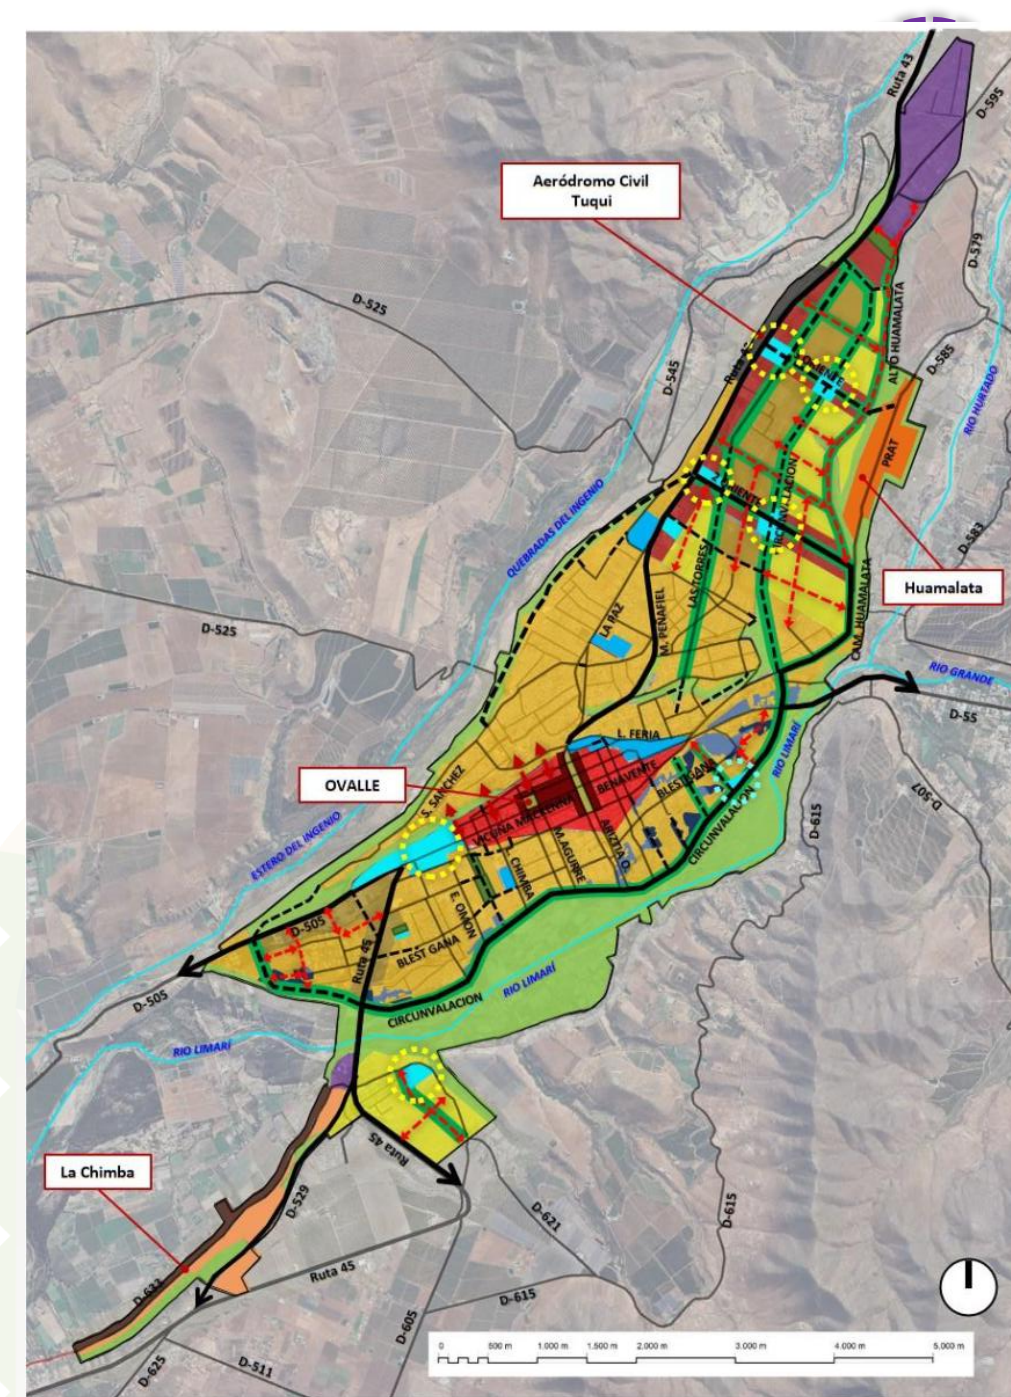 Ruta 43
D-595
Aeródromo Civil
Tuqui
D-579
D-525
ALTO HUAMALATA
D-545
D-585
RIO HURTADO
PRAT
QUEBRADAS DEL INGENIO
D-583
Huamalata
LAS TORRES
CAM. HUAMALATA
LA PAZ
M. PEÑAFIEL
D-525
RIO GRANDE
D-55
L. FERIA
RIO LIMARÍ
OVALLE
S. SANCHEZ
BENAVENTE
BLEST GANA
D-507
VICUÑA MACKENNA
CIRCUNVALACION
D-615
ESTERO DEL INGENIO
M.AGUIRRE
ARIZTIA O.
CHIMBA
E. OMON
D-505
BLEST GANA
Ruta 45
RIO LIMARÍ
D-505
CIRCUNVALACION
RIO LIMARÍ
Ruta 45
La Chimba
D-529
D-621
D-615
Ruta 45
D-633
D-615
D-605
D-625
D-511
0 500 m 1.000 m 1.500 m 2.000 m 3.000 m 4.000 m 5.000 m